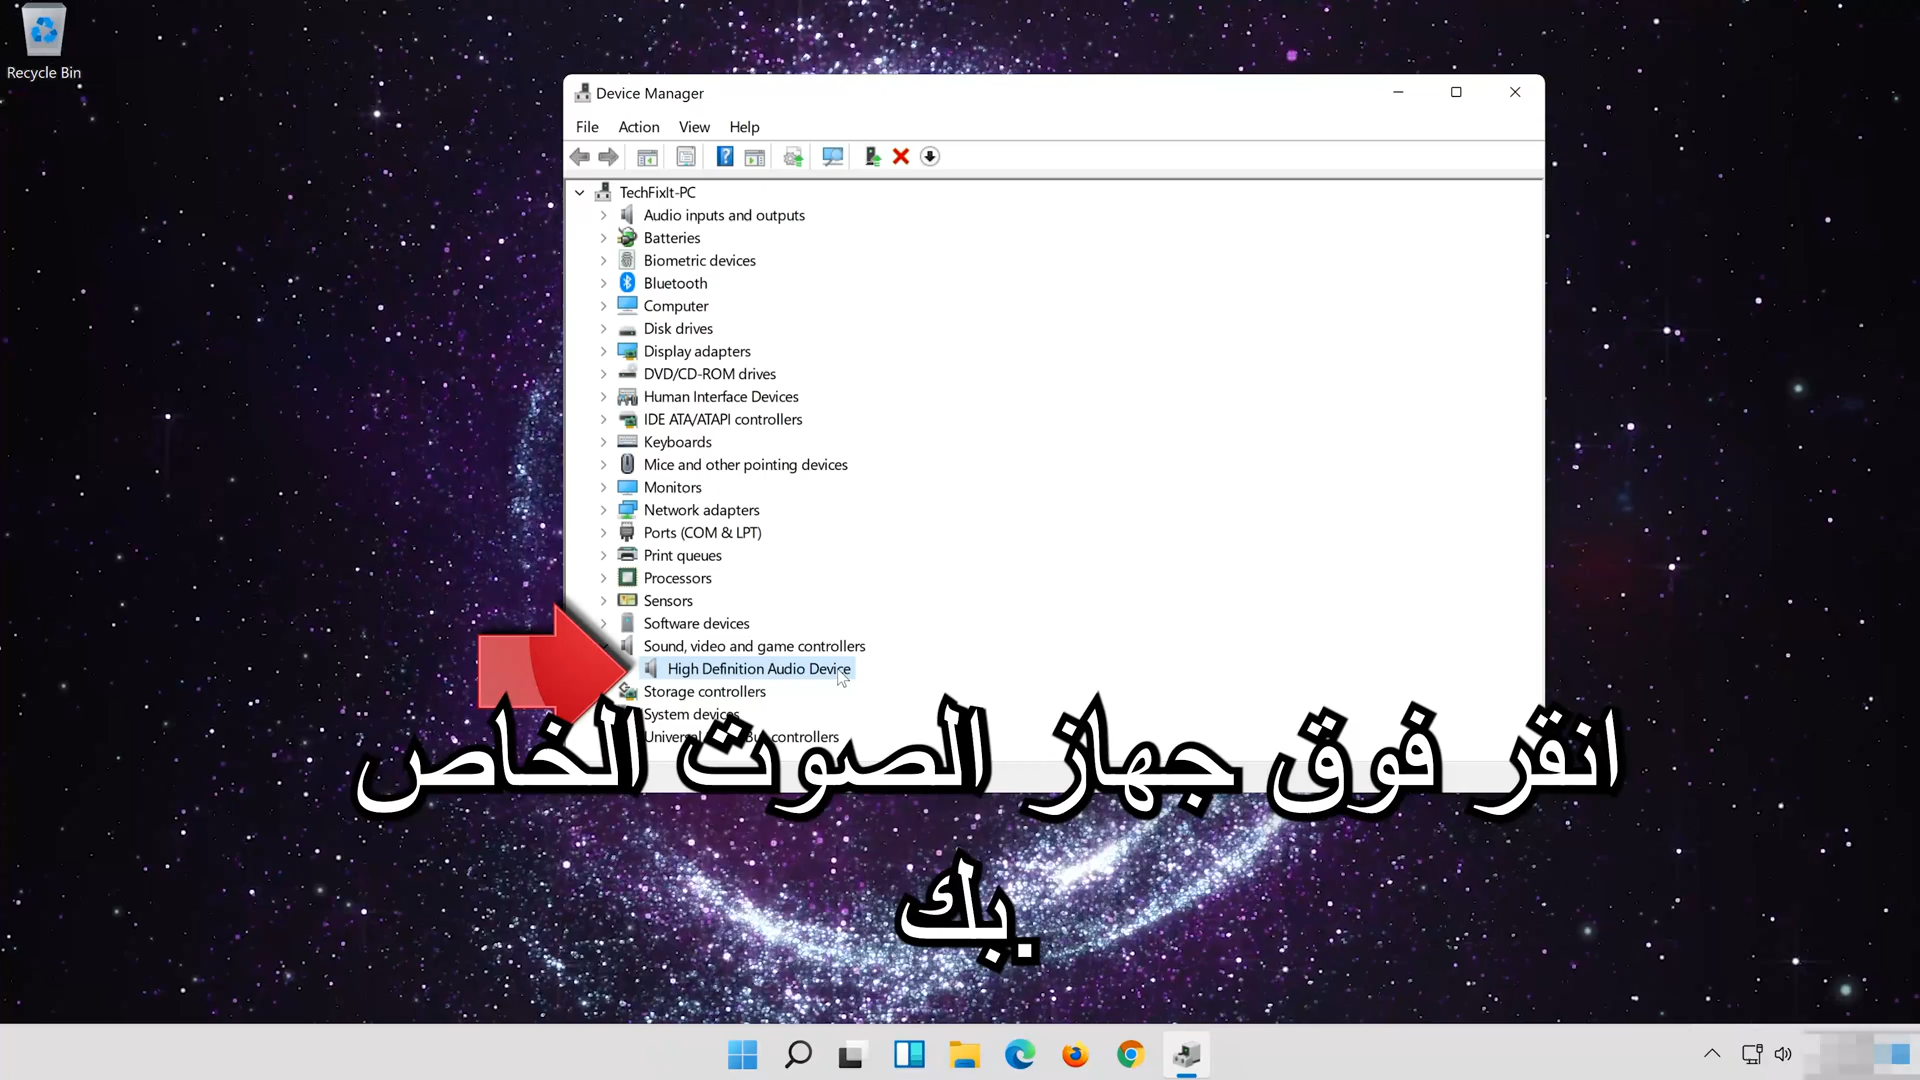 Recycle Bin
Device Manager
File Action View Help
TechFixIt-PC
Audio inputs and outputs
Batteries
Biometric devices
Bluetooth
Computer
Disk drives
Display adapters
DVD/CD-ROM drives
Human Interface Devices
IDE ATA/ATAPI controllers
Keyboards
Mice and other pointing devices
Monitors
Network adapters
Ports (COM & LPT)
Print queues
Processors
Sensors
Software devices
Sound, video and game controllers
High Definition Audio Device
Storage controllers
System devices
controllers
انقر فوق جهاز الصوت الخاص
بك.